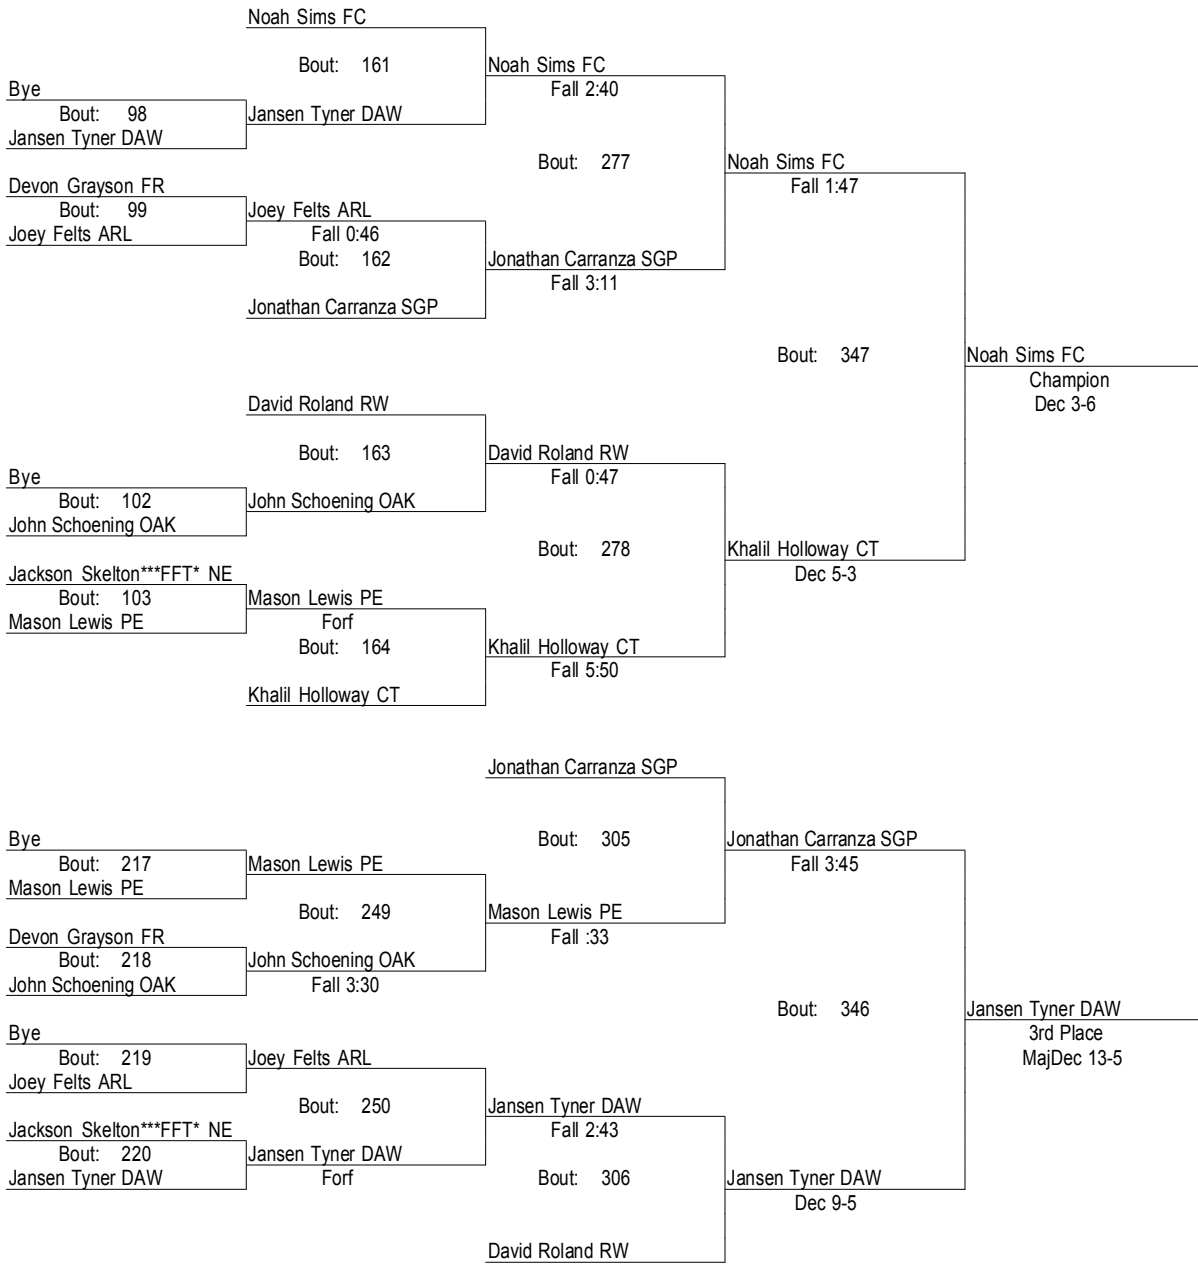 Noah Sims FC
Bout: 161
Noah Sims FC
Fall 2:40
Bye
Bout: 98
Jansen Tyner DAW
Jansen Tyner DAW
Bout: 277
Noah Sims FC
Fall 1:47
Devon Grayson FR
Bout: 99
Joey Felts ARL
Joey Felts ARL
Fall 0:46
Bout: 162
Jonathan Carranza SGP
Fall 3:11
Jonathan Carranza SGP
Bout: 347
Noah Sims FC
Champion
Dec 3-6
David Roland RW
Bout: 163
David Roland RW
Fall 0:47
Bye
Bout: 102
John Schoening OAK
John Schoening OAK
Bout: 278
Khalil Holloway CT
Dec 5-3
Jackson Skelton***FFT* NE
Bout: 103
Mason Lewis PE
Mason Lewis PE
Forf
Bout: 164
Khalil Holloway CT
Fall 5:50
Khalil Holloway CT
Jonathan Carranza SGP
Bout: 305
Jonathan Carranza SGP
Fall 3:45
Bye
Bout: 217
Mason Lewis PE
Mason Lewis PE
Bout: 249
Mason Lewis PE
Fall :33
Devon Grayson FR
Bout: 218
John Schoening OAK
John Schoening OAK
Fall 3:30
Bout: 346
Jansen Tyner DAW
3rd Place
MajDec 13-5
Bye
Bout: 219
Joey Felts ARL
Joey Felts ARL
Bout: 250
Jansen Tyner DAW
Fall 2:43
Jackson Skelton***FFT* NE
Bout: 220
Jansen Tyner DAW
Jansen Tyner DAW
Forf
Bout: 306
Jansen Tyner DAW
Dec 9-5
David Roland RW